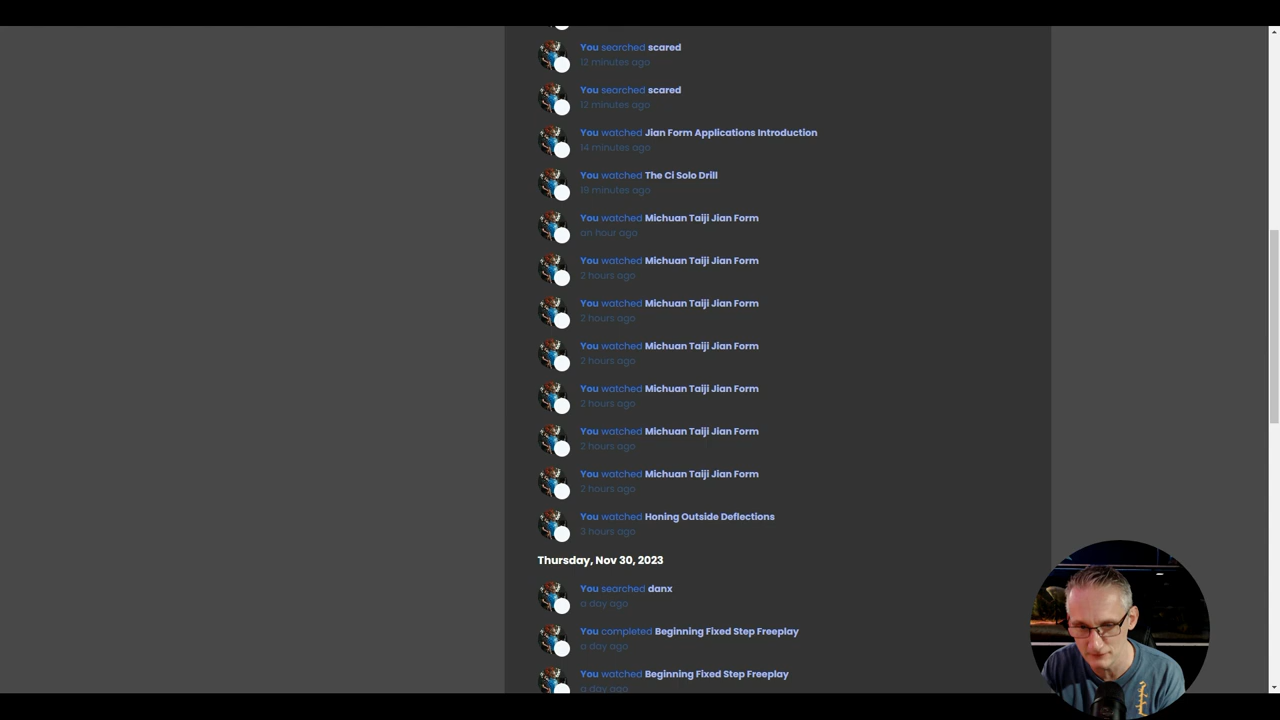 You searched scared
12 minutes ago
You searched scared
12 minutes ago
You watched Jian Form Applications Introduction
14 minutes ago
You watched The Ci Solo Drill
19 minutes ago
You watched Michuan Taiji Jian Form
an hour ago
You watched Michuan Taiji Jian Form
2 hours ago
You watched Michuan Taiji Jian Form
2 hours ago
You watched Michuan Taiji Jian Form
2 hours ago
You watched Michuan Taiji Jian Form
2 hours ago
You watched Michuan Taiji Jian Form
2 hours ago
You watched Michuan Taiji Jian Form
2 hours ago
You watched Honing Outside Deflections
3 hours ago
Thursday, Nov 30, 2023
You searched danx
a day ago
You completed Beginning Fixed Step Freeplay
a day ago
You watched Beginning Fixed Step Freeplay
a day ago